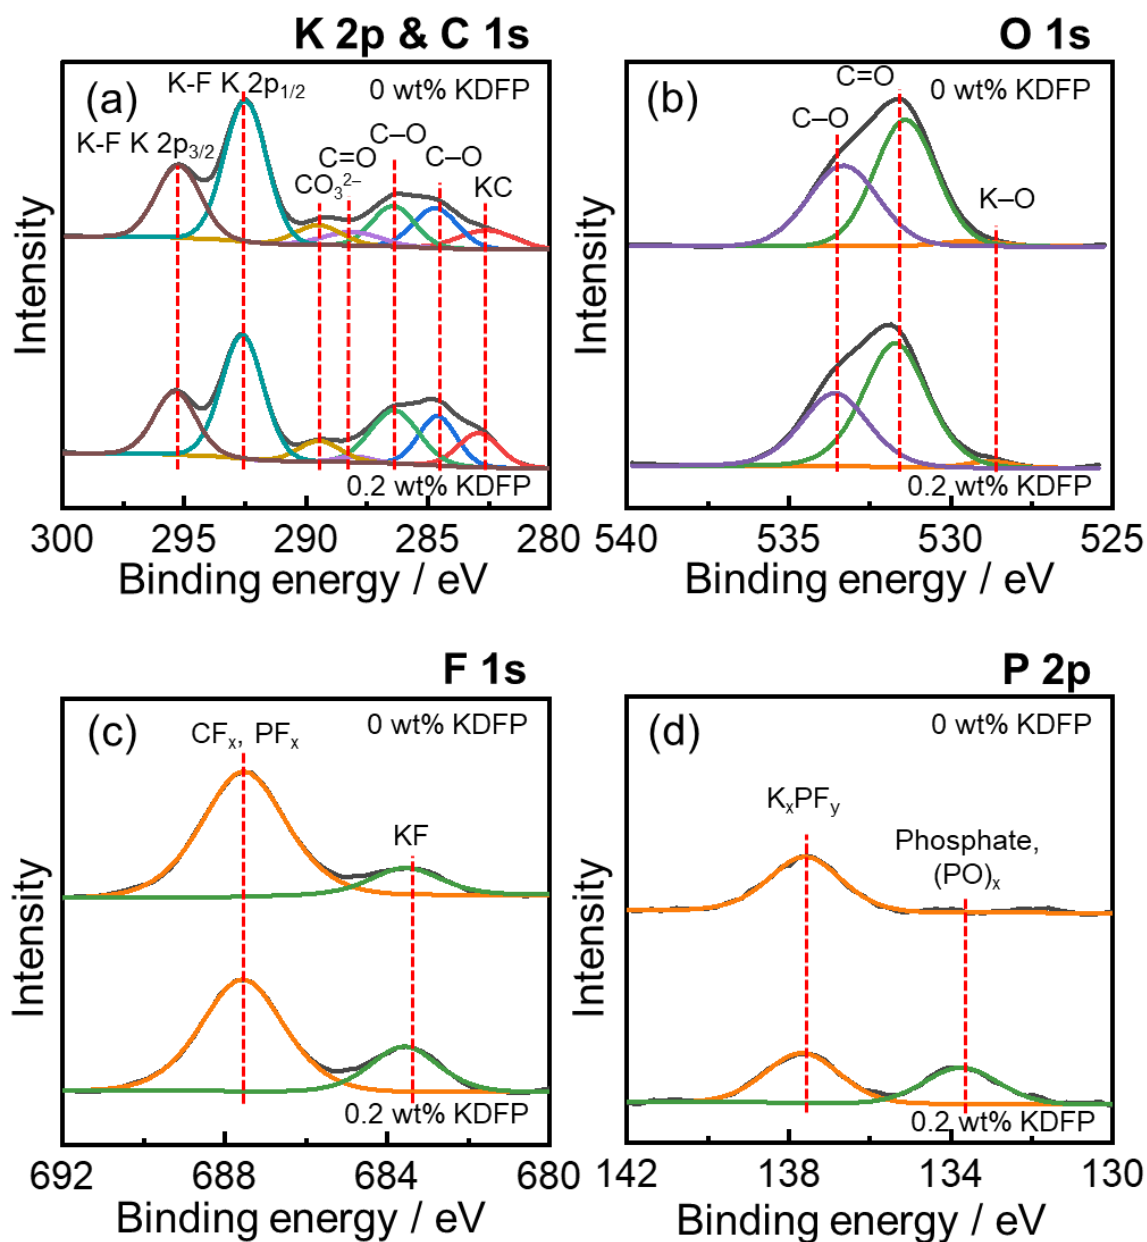 K 2p & C 1s
(a)
K-F K 2p₁/₂
0 wt% KDFP
K-F K 2p₃/₂
C–O
C=O
C–O
CO₃²⁻
KC
0.2 wt% KDFP
Intensity
300 295 290 285 280
Binding energy / eV
O 1s
(b)
C=O
0 wt% KDFP
C–O
K–O
0.2 wt% KDFP
Intensity
540 535 530 525
Binding energy / eV
F 1s
(c)
0 wt% KDFP
CFₓ, PFₓ
KF
0.2 wt% KDFP
Intensity
692 688 684 680
Binding energy / eV
P 2p
(d)
0 wt% KDFP
KₓPFᵧ
Phosphate,
(PO)ₓ
0.2 wt% KDFP
Intensity
142 138 134 130
Binding energy / eV